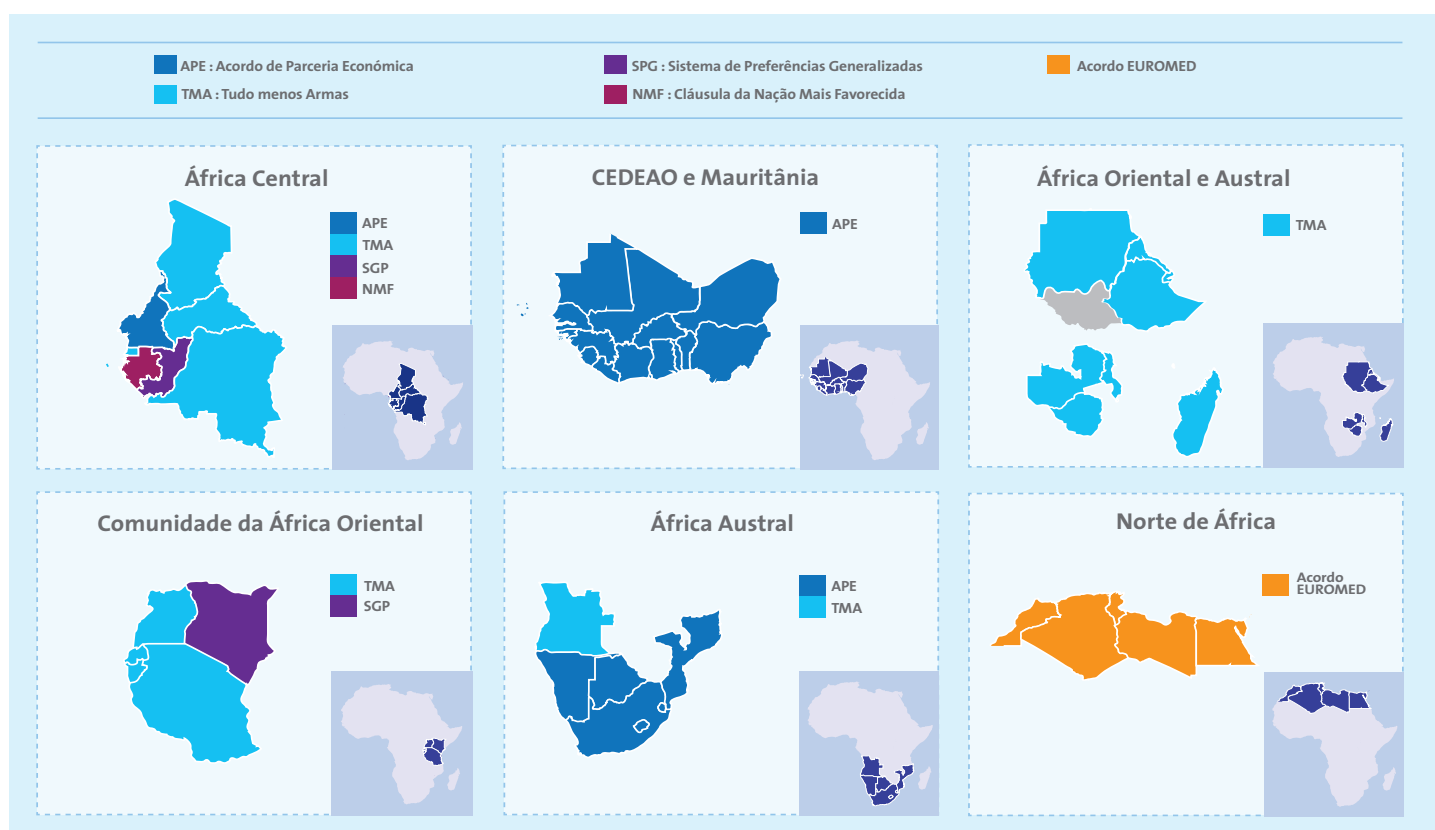 APE : Acordo de Parceria Económica
SPG : Sistema de Preferências Generalizadas
Acordo EUROMED
TMA : Tudo menos Armas
NMF : Cláusula da Nação Mais Favorecida
África Central
APE
TMA
SGP
NMF
CEDEAO e Mauritânia
APE
África Oriental e Austral
TMA
Comunidade da África Oriental
TMA
SGP
África Austral
APE
TMA
Norte de África
Acordo
EUROMED